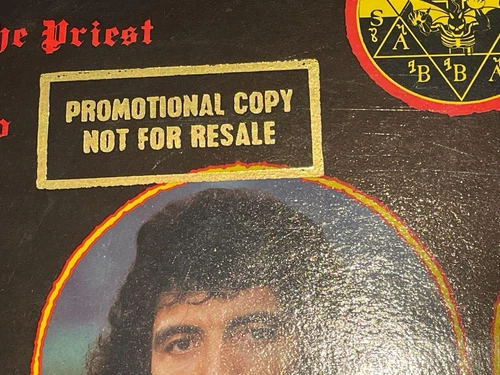 he Priest
PROMOTIONAL COPY
NOT FOR RESALE
S
A
B
B
A